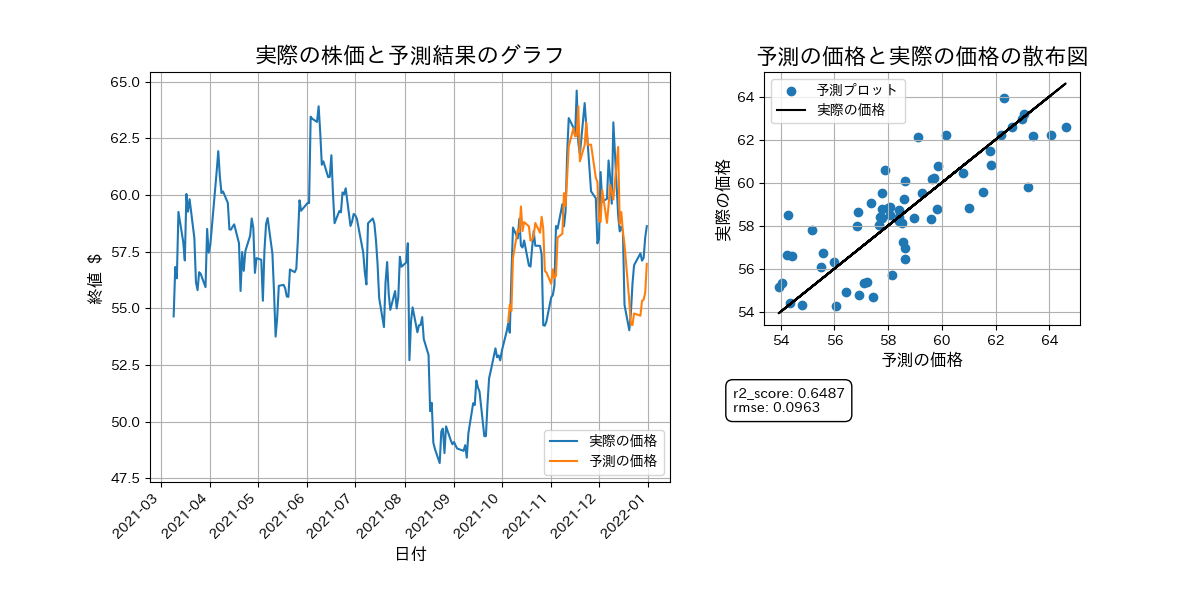 実際の株価と予測結果のグラフ
65.0
62.5
60.0
57.5
55.0
52.5
50.0
47.5
終値 $
2021-03
2021-04
2021-05
2021-06
2021-07
2021-08
2021-09
2021-10
2021-11
2021-12
2022-01
日付
実際の価格
予測の価格
予測の価格と実際の価格の散布図
予測プロット
実際の価格
64
62
60
58
56
54
実際の価格
54
56
58
60
62
64
予測の価格
r2_score: 0.6487
rmse: 0.0963